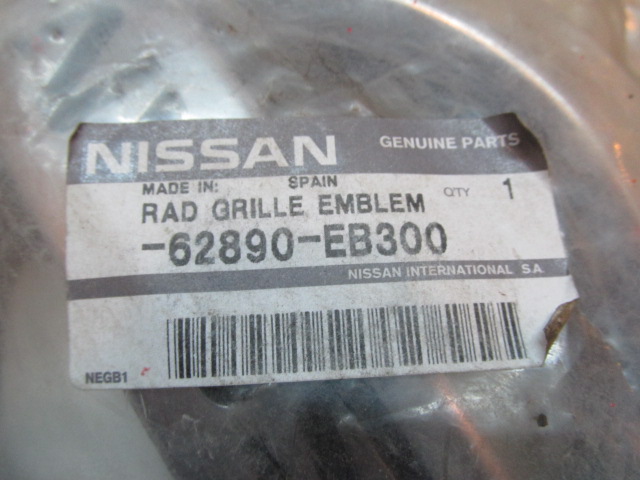 NISSAN GENUINE PARTS
MADE IN: SPAIN QTY 1
RAD GRILLE EMBLEM
-62890-EB300
NISSAN INTERNATIONAL S.A.
NEGB1